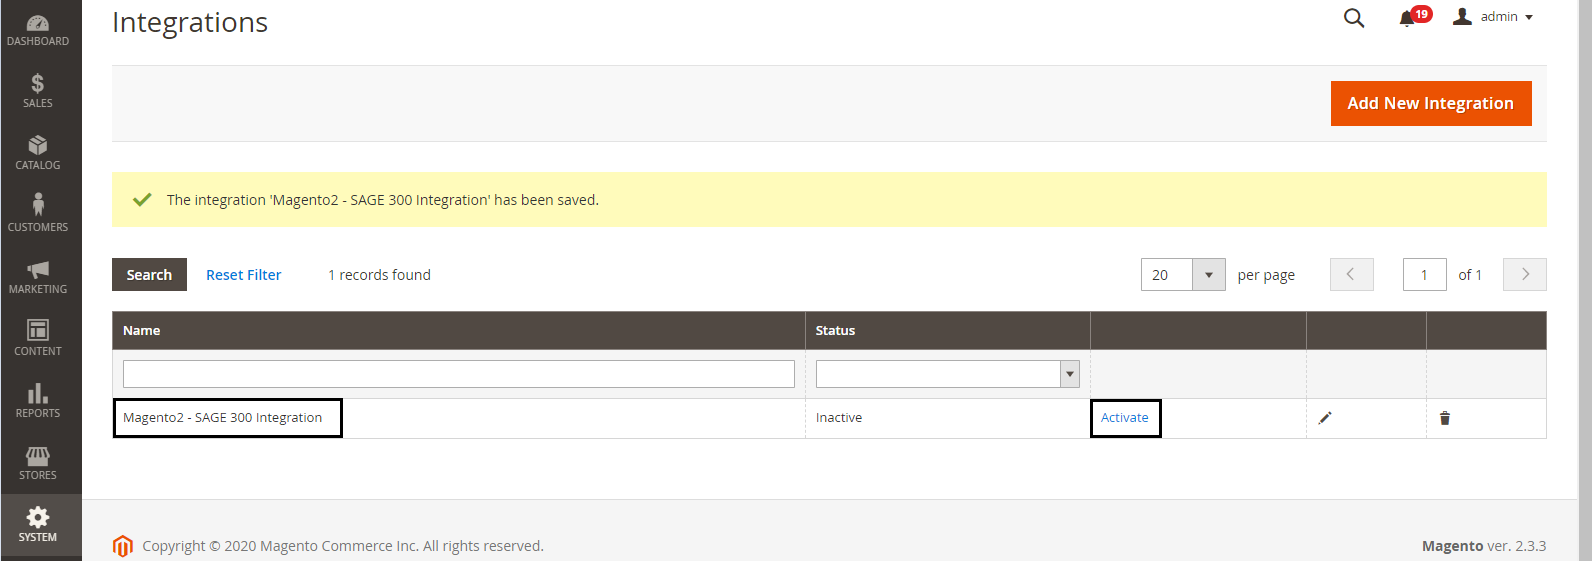 Integrations
19
admin
DASHBOARD
SALES
CATALOG
CUSTOMERS
MARKETING
CONTENT
REPORTS
STORES
SYSTEM
Add New Integration
The integration 'Magento2 - SAGE 300 Integration' has been saved.
Search Reset Filter 1 records found 20 per page 1 of 1
Name Status
Magento2 - SAGE 300 Integration Inactive Activate
Copyright © 2020 Magento Commerce Inc. All rights reserved. Magento ver. 2.3.3